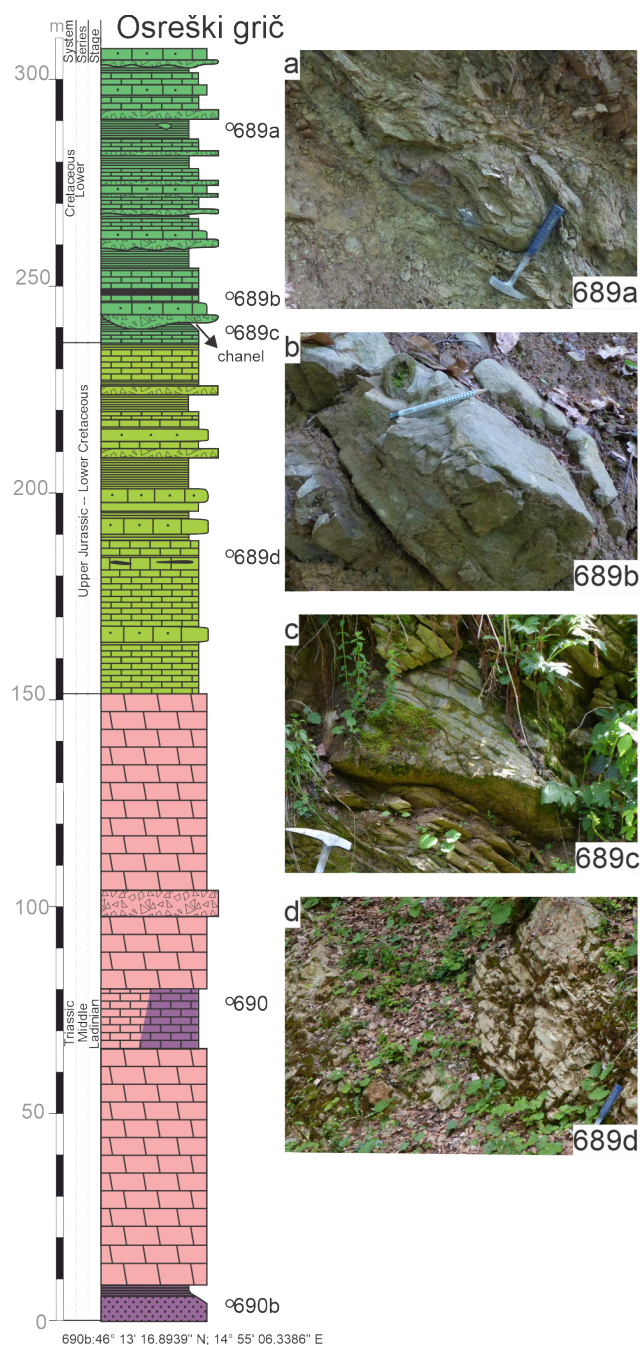 Osreški grič
m
System
Series
Stage
300
250
200
150
100
50
0
Cretaceous
Lower
Upper Jurassic -- Lower Cretaceous
Triassic
Middle
Ladinian
689a
689b
689c
chanel
689d
690
690b
a
689a
b
689b
c
689c
d
689d
690b:46° 13' 16.8939" N; 14° 55' 06.3386" E